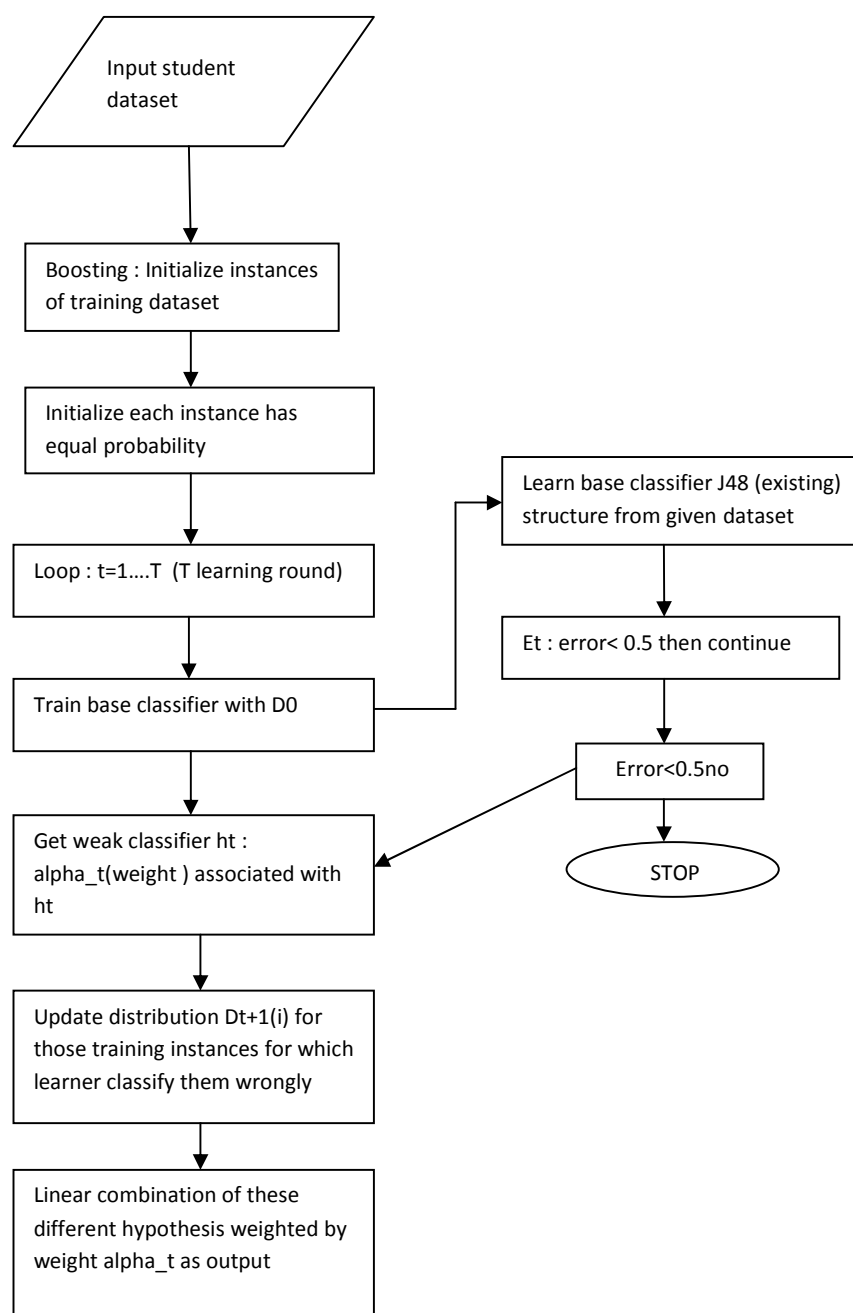 Input student
dataset
Boosting : Initialize instances
of training dataset
Initialize each instance has
equal probability
Loop : t=1....T (T learning round)
Train base classifier with D0
Learn base classifier J48 (existing)
structure from given dataset
Et : error< 0.5 then continue
Error<0.5no
STOP
Get weak classifier ht :
alpha_t(weight ) associated with
ht
Update distribution Dt+1(i) for
those training instances for which
learner classify them wrongly
Linear combination of these
different hypothesis weighted by
weight alpha_t as output